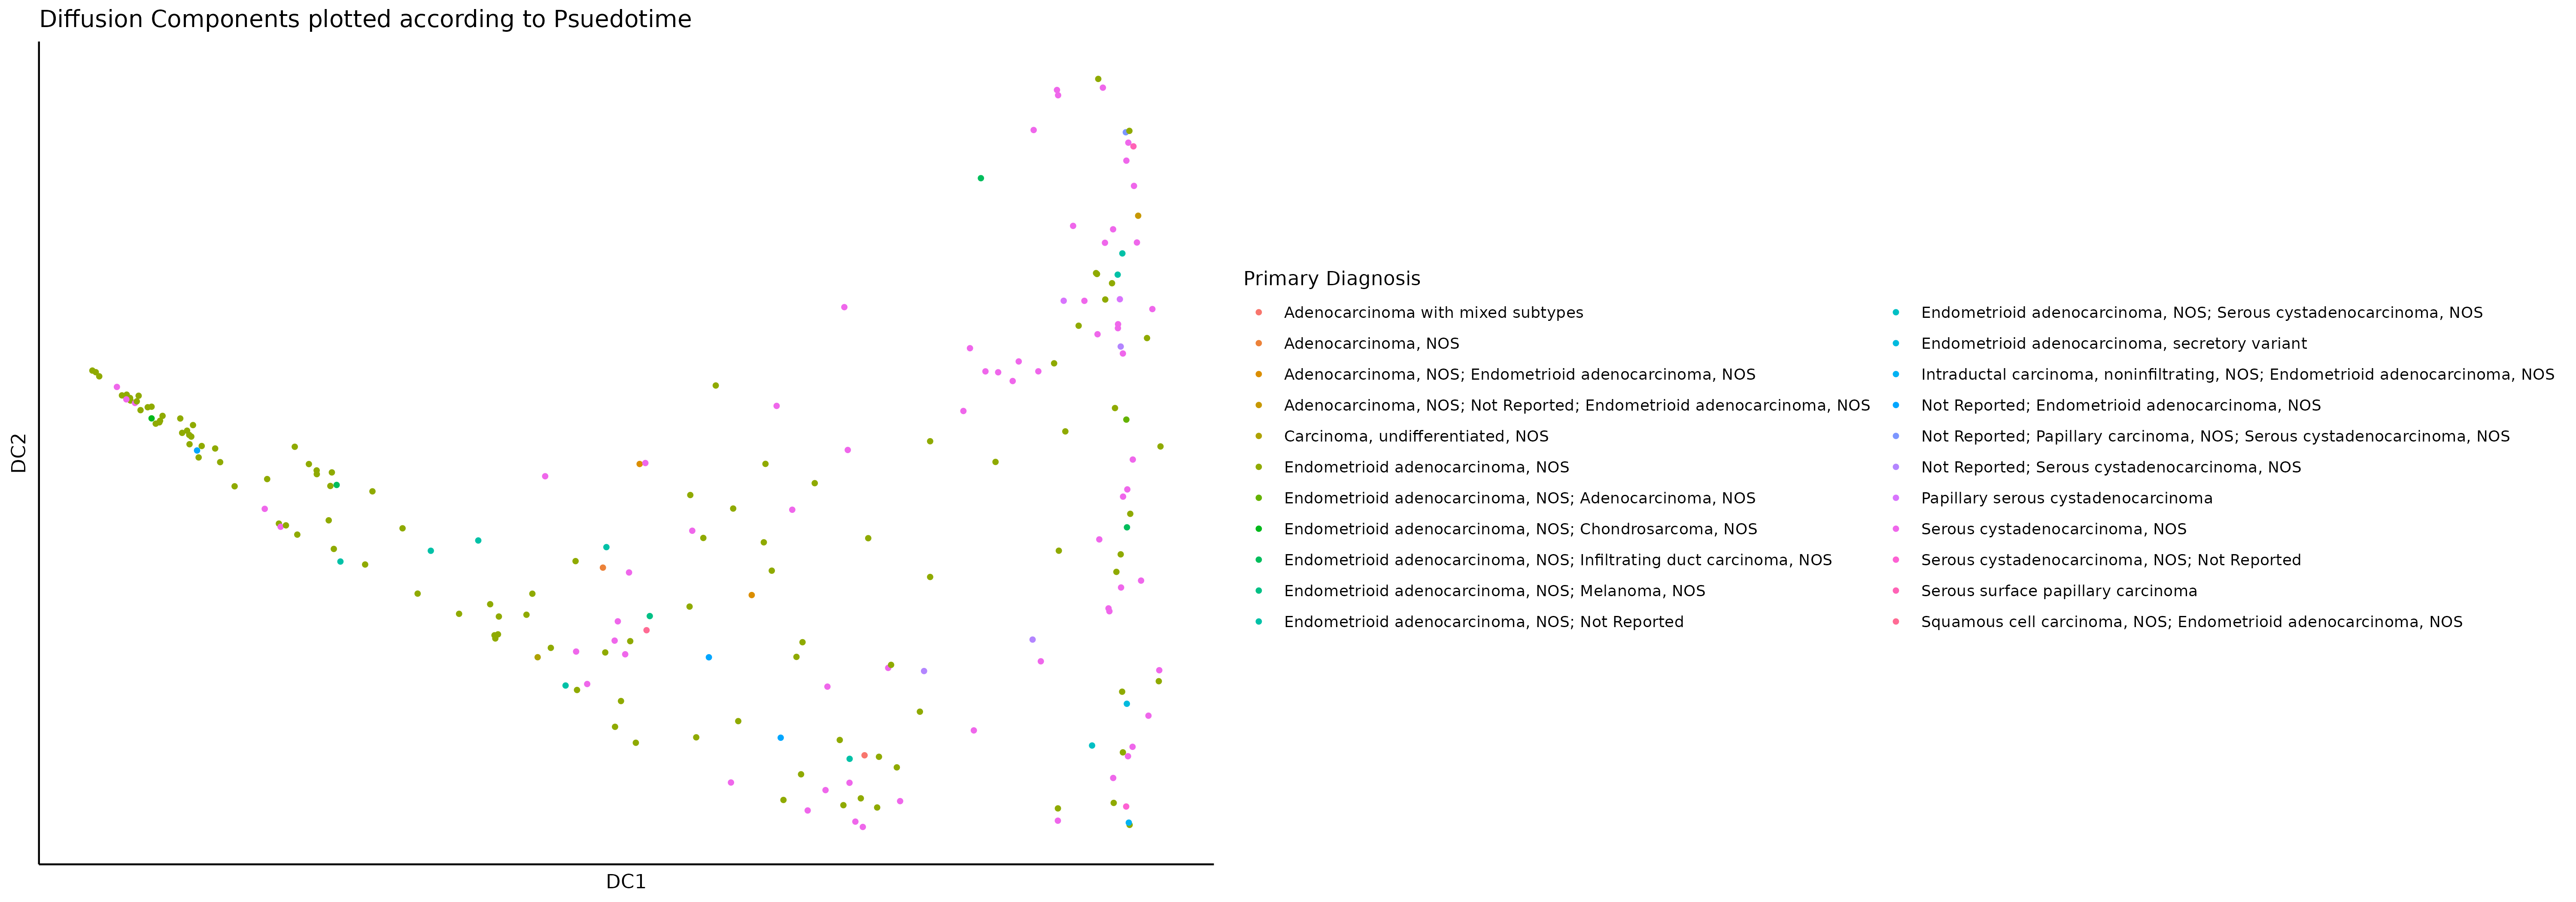 Diffusion Components plotted according to Psuedotime
DC2
DC1
Primary Diagnosis
Adenocarcinoma with mixed subtypes
Adenocarcinoma, NOS
Adenocarcinoma, NOS; Endometrioid adenocarcinoma, NOS
Adenocarcinoma, NOS; Not Reported; Endometrioid adenocarcinoma, NOS
Carcinoma, undifferentiated, NOS
Endometrioid adenocarcinoma, NOS
Endometrioid adenocarcinoma, NOS; Adenocarcinoma, NOS
Endometrioid adenocarcinoma, NOS; Chondrosarcoma, NOS
Endometrioid adenocarcinoma, NOS; Infiltrating duct carcinoma, NOS
Endometrioid adenocarcinoma, NOS; Melanoma, NOS
Endometrioid adenocarcinoma, NOS; Not Reported
Endometrioid adenocarcinoma, NOS; Serous cystadenocarcinoma, NOS
Endometrioid adenocarcinoma, secretory variant
Intraductal carcinoma, noninfiltrating, NOS; Endometrioid adenocarcinoma, NOS
Not Reported; Endometrioid adenocarcinoma, NOS
Not Reported; Papillary carcinoma, NOS; Serous cystadenocarcinoma, NOS
Not Reported; Serous cystadenocarcinoma, NOS
Papillary serous cystadenocarcinoma
Serous cystadenocarcinoma, NOS
Serous cystadenocarcinoma, NOS; Not Reported
Serous surface papillary carcinoma
Squamous cell carcinoma, NOS; Endometrioid adenocarcinoma, NOS